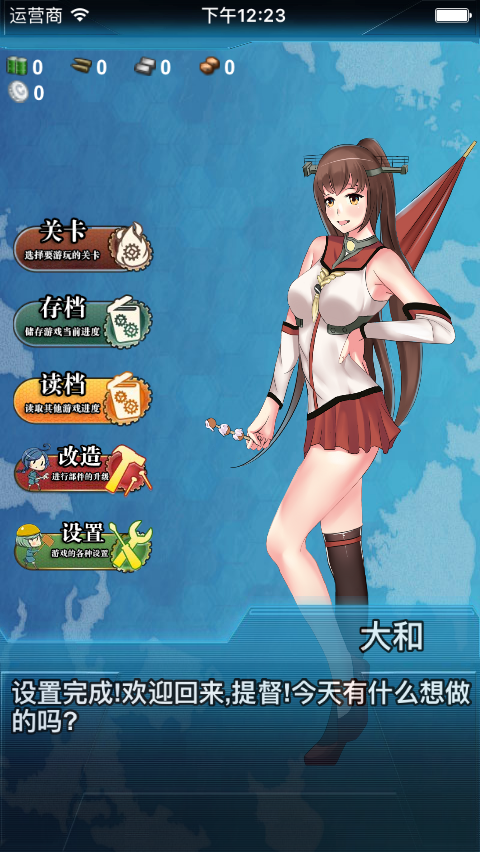 运营商 下午12:23
0 0 0 0
0
关卡
选择要游玩的关卡
存档
储存游戏当前进度
读档
读取其他游戏进度
改造
进行部件的升级
设置
游戏的各种设置
大和
设置完成!欢迎回来,提督!今天有什么想做
的吗?